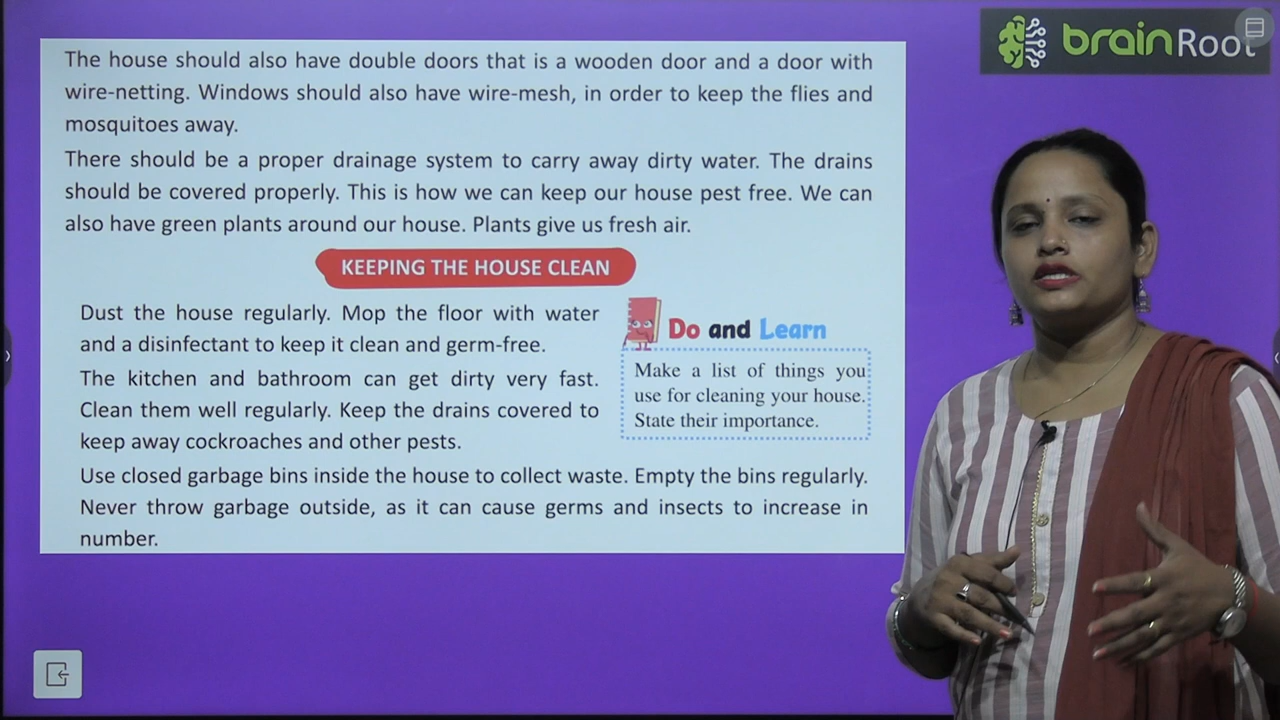 The house should also have double doors that is a wooden door and a door with
wire-netting. Windows should also have wire-mesh, in order to keep the flies and
mosquitoes away.
There should be a proper drainage system to carry away dirty water. The drains
should be covered properly. This is how we can keep our house pest free. We can
also have green plants around our house. Plants give us fresh air.
KEEPING THE HOUSE CLEAN
Dust the house regularly. Mop the floor with water
and a disinfectant to keep it clean and germ-free.
The kitchen and bathroom can get dirty very fast.
Clean them well regularly. Keep the drains covered to
keep away cockroaches and other pests.
Do and Learn
Make a list of things you
use for cleaning your house.
State their importance.
Use closed garbage bins inside the house to collect waste. Empty the bins regularly.
Never throw garbage outside, as it can cause germs and insects to increase in
number.
brainRoot